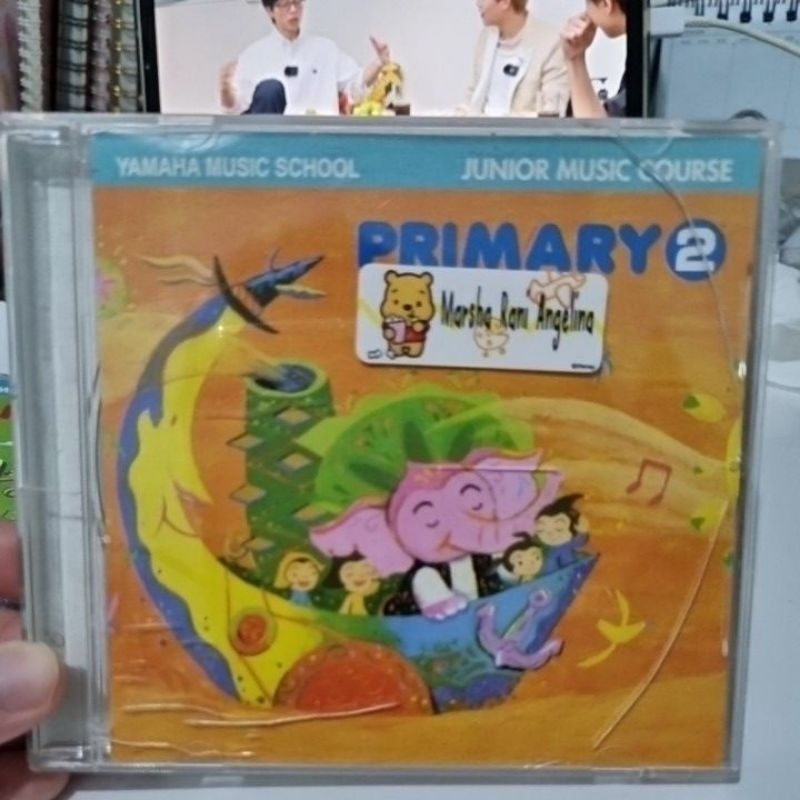 YAMAHA MUSIC SCHOOL
JUNIOR MUSIC COURSE
PRIMARY 2
Marsha Rani Angelina